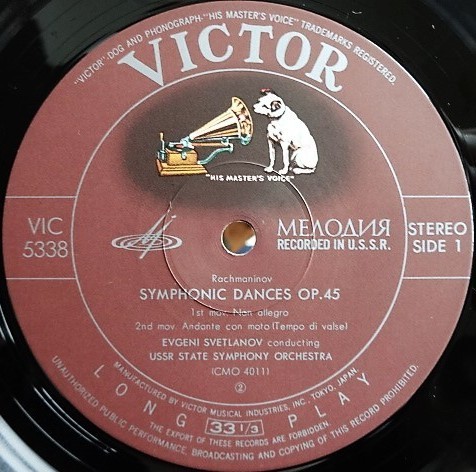 "VICTOR"-DOG AND PHONOGRAPH-"HIS MASTER'S VOICE" TRADEMARKS REGISTERED.
VICTOR
"HIS MASTER'S VOICE"
VIC
5338
МЕЛОДИЯ
RECORDED IN U.S.S.R.
STEREO
SIDE 1
Rachmaninov
SYMPHONIC DANCES OP.45
1st mov. Non allegro
2nd mov. Andante con moto (Tempo di valse)
EVGENI SVETLANOV conducting
USSR STATE SYMPHONY ORCHESTRA
(CMO 4011)
②
LONG 33 1/3 PLAY
MANUFACTURED BY VICTOR MUSICAL INDUSTRIES, INC., TOKYO, JAPAN.
UNAUTHORIZED PUBLIC PERFORMANCE, BROADCASTING AND COPYING OF THIS RECORD PROHIBITED.
THE EXPORT OF THESE RECORDS ARE FORBIDDEN.